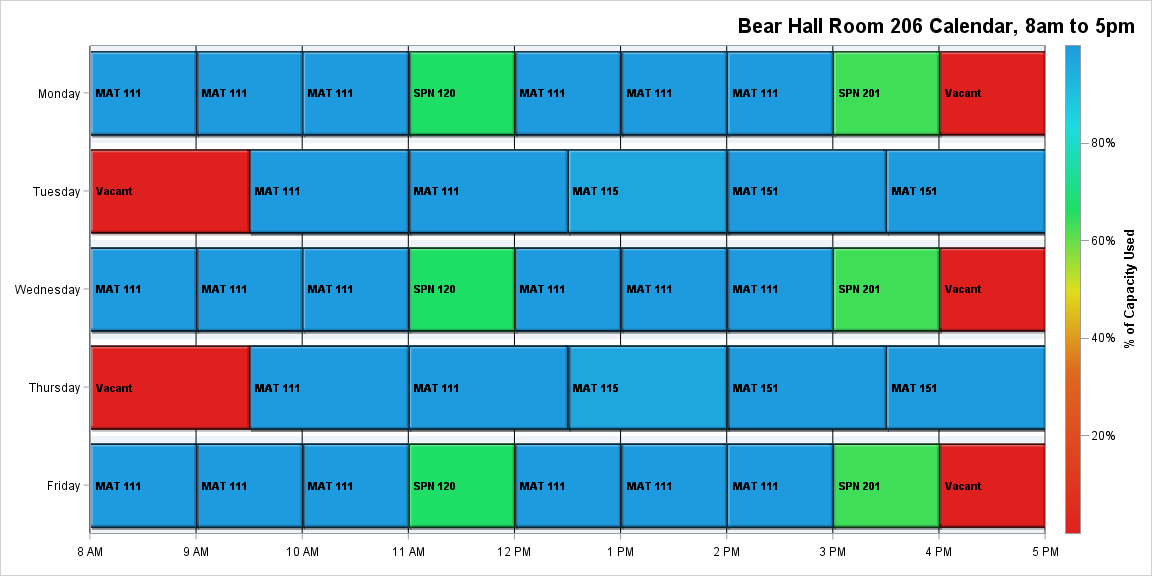 Bear Hall Room 206 Calendar, 8am to 5pm
Monday MAT 111 MAT 111 MAT 111 SPN 120 MAT 111 MAT 111 MAT 111 SPN 201 Vacant
80%
Tuesday Vacant MAT 111 MAT 111 MAT 115 MAT 151 MAT 151
60%
Wednesday MAT 111 MAT 111 MAT 111 SPN 120 MAT 111 MAT 111 MAT 111 SPN 201 Vacant
% of Capacity Used
40%
Thursday Vacant MAT 111 MAT 111 MAT 115 MAT 151 MAT 151
20%
Friday MAT 111 MAT 111 MAT 111 SPN 120 MAT 111 MAT 111 MAT 111 SPN 201 Vacant
8 AM 9 AM 10 AM 11 AM 12 PM 1 PM 2 PM 3 PM 4 PM 5 PM